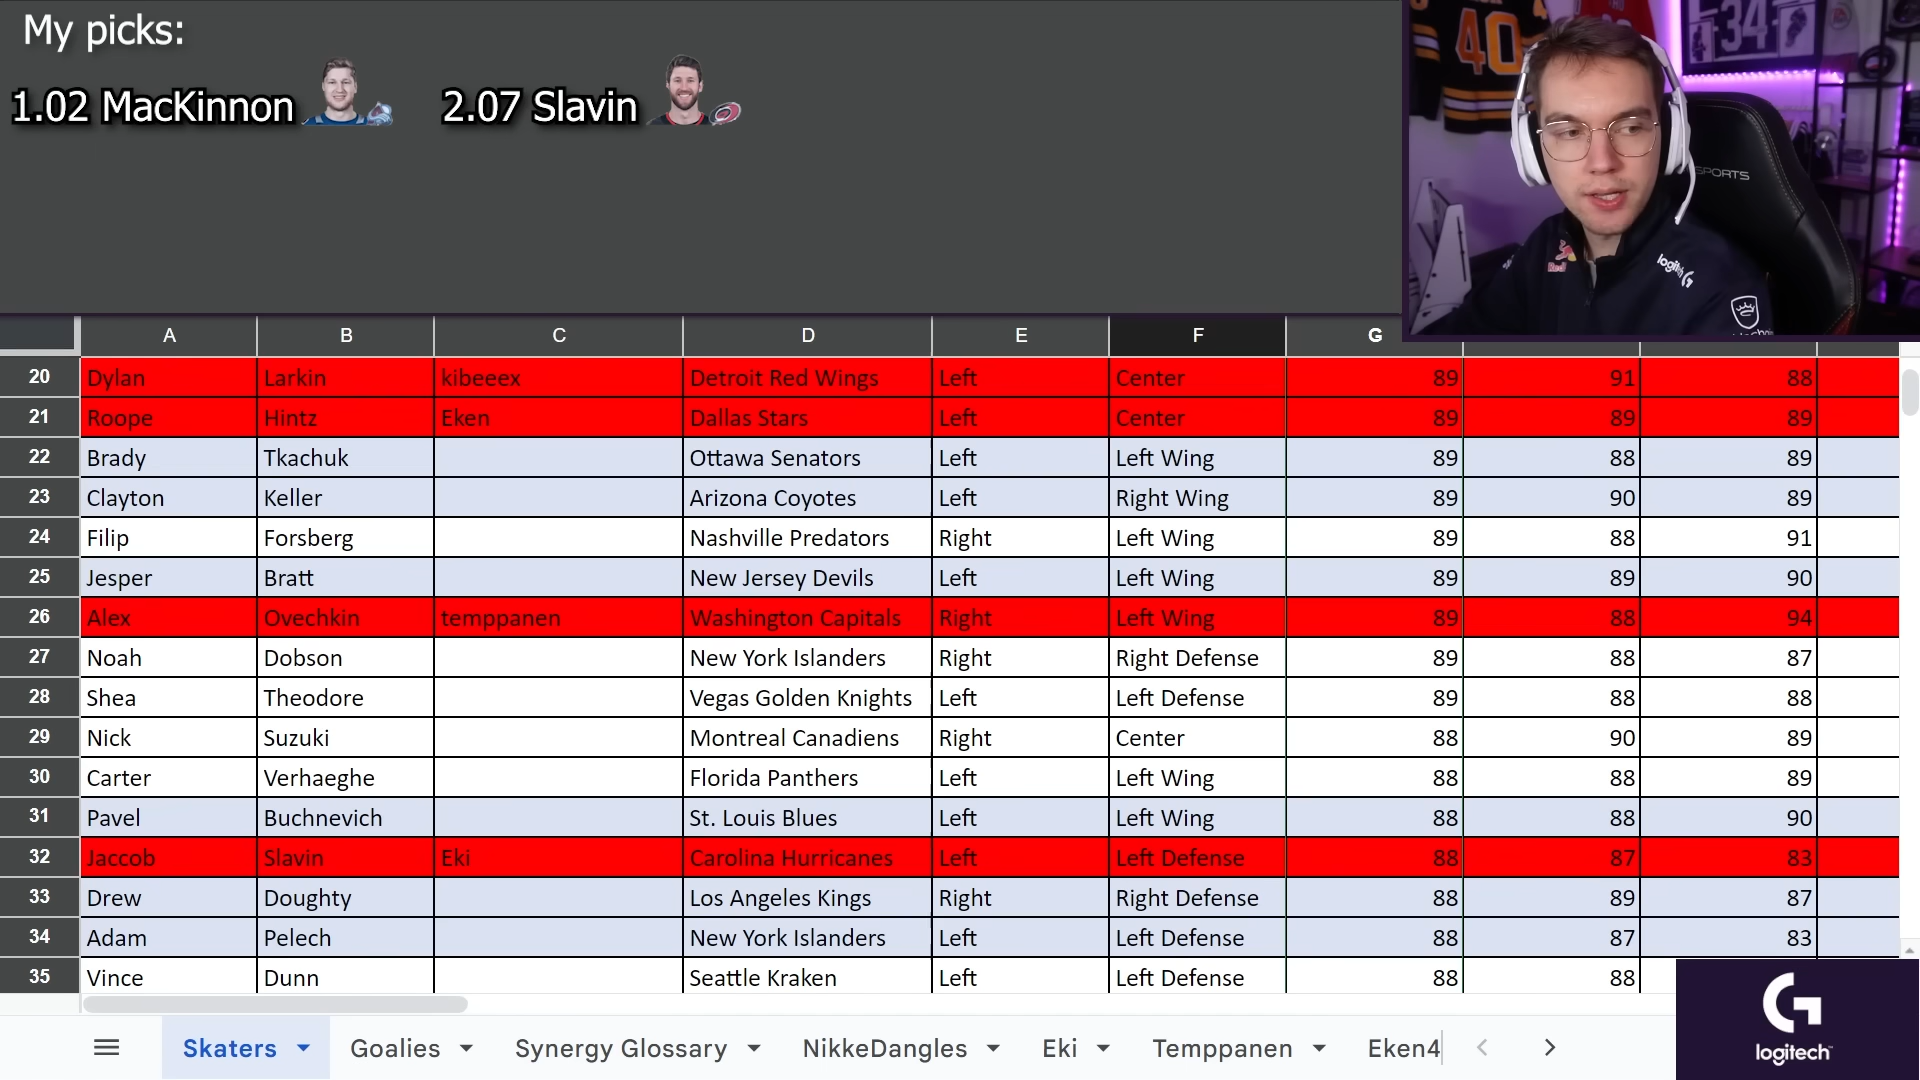 My picks:
1.02 MacKinnon 2.07 Slavin
40
34
SPORTS
Red
logitech
A B C D E F G
20 Dylan Larkin kibeeex Detroit Red Wings Left Center 89 91 88
21 Roope Hintz Eken Dallas Stars Left Center 89 89 89
22 Brady Tkachuk Ottawa Senators Left Left Wing 89 88 89
23 Clayton Keller Arizona Coyotes Left Right Wing 89 90 89
24 Filip Forsberg Nashville Predators Right Left Wing 89 88 91
25 Jesper Bratt New Jersey Devils Left Left Wing 89 89 90
26 Alex Ovechkin temppanen Washington Capitals Right Left Wing 89 88 94
27 Noah Dobson New York Islanders Right Right Defense 89 88 87
28 Shea Theodore Vegas Golden Knights Left Left Defense 89 88 88
29 Nick Suzuki Montreal Canadiens Right Center 88 90 89
30 Carter Verhaeghe Florida Panthers Left Left Wing 88 88 89
31 Pavel Buchnevich St. Louis Blues Left Left Wing 88 88 90
32 Jaccob Slavin Eki Carolina Hurricanes Left Left Defense 88 87 83
33 Drew Doughty Los Angeles Kings Right Right Defense 88 89 87
34 Adam Pelech New York Islanders Left Left Defense 88 87 83
35 Vince Dunn Seattle Kraken Left Left Defense 88 88
Skaters Goalies Synergy Glossary NikkeDangles Eki Temppanen Eken4
logitech